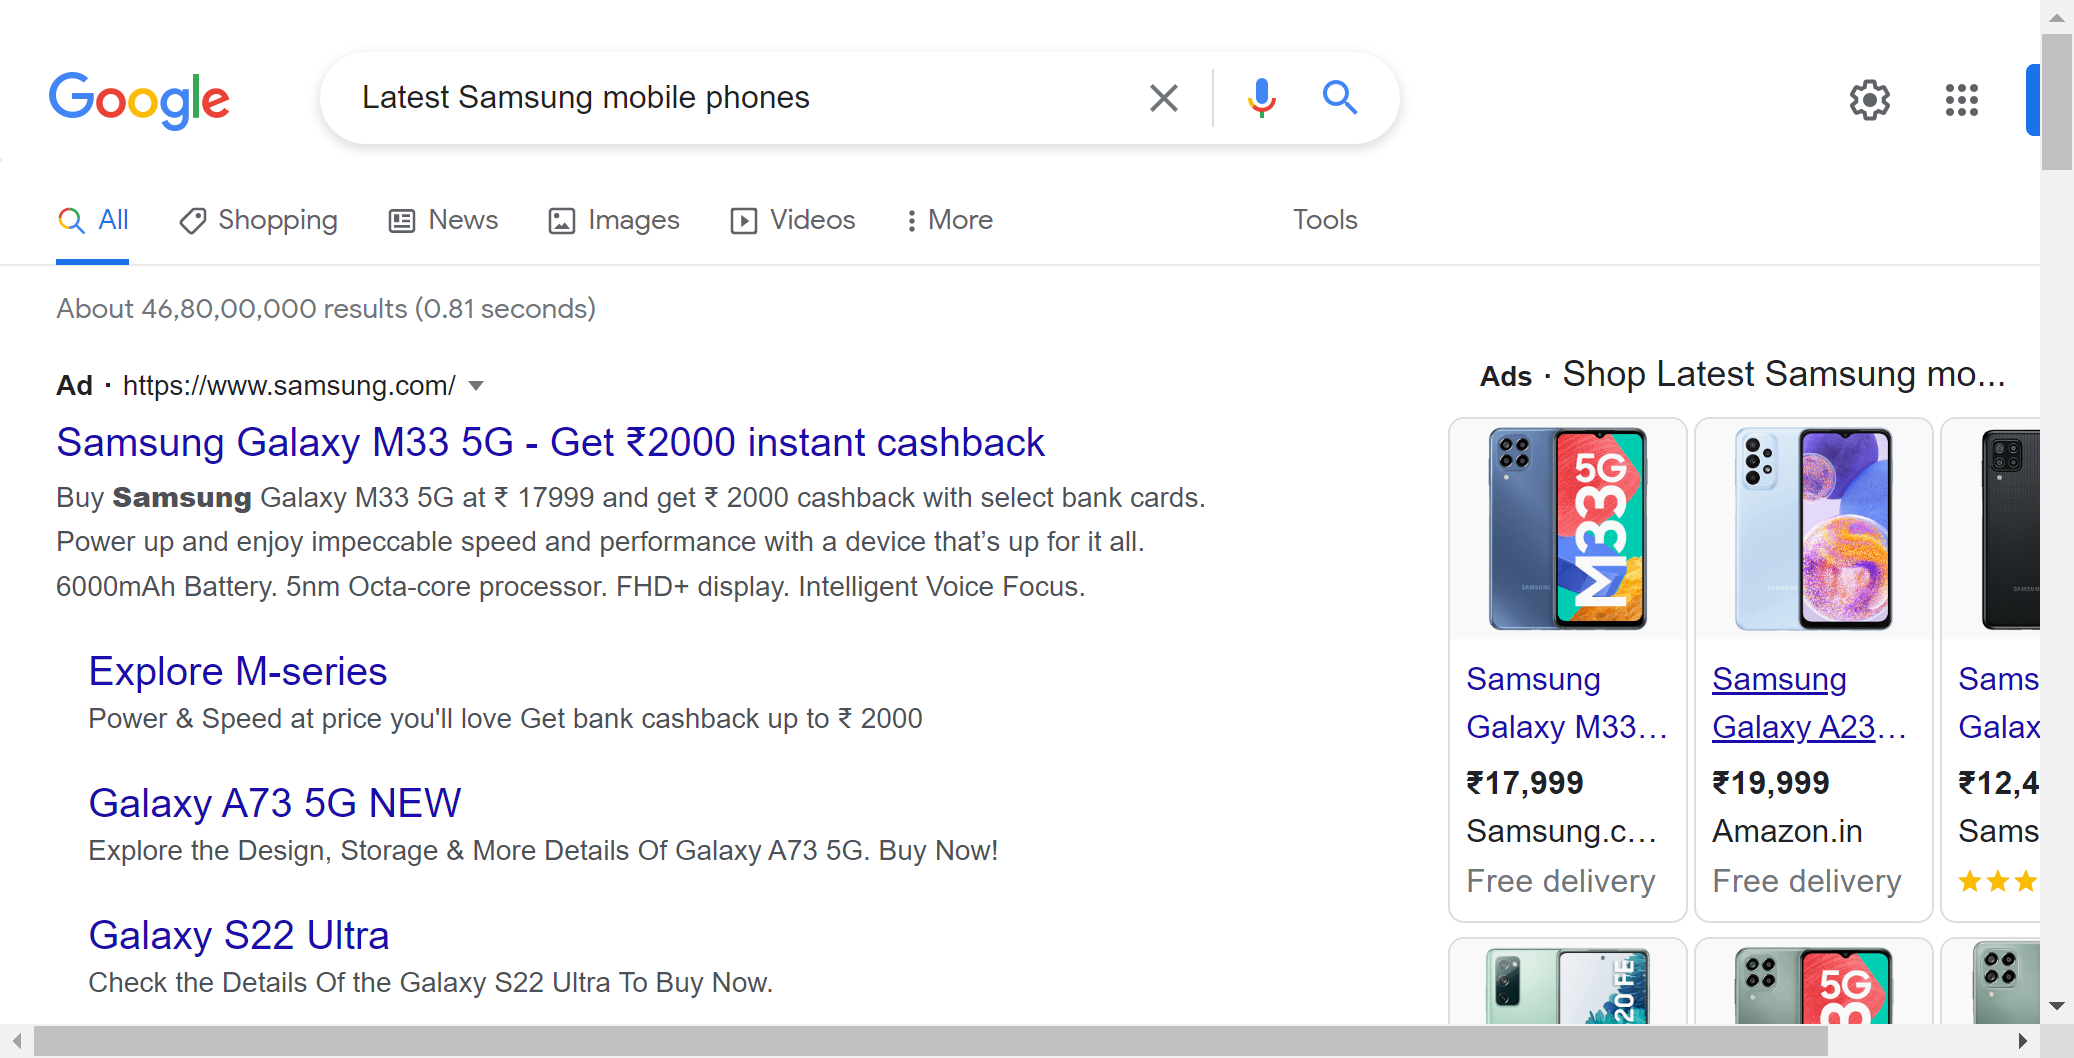 Google
Latest Samsung mobile phones
All
Shopping
News
Images
Videos
More
Tools
About 46,80,00,000 results (0.81 seconds)
Ad · https://www.samsung.com/
Samsung Galaxy M33 5G - Get ₹2000 instant cashback
Buy Samsung Galaxy M33 5G at ₹ 17999 and get ₹ 2000 cashback with select bank cards.
Power up and enjoy impeccable speed and performance with a device that’s up for it all.
6000mAh Battery. 5nm Octa-core processor. FHD+ display. Intelligent Voice Focus.
Explore M-series
Power & Speed at price you'll love Get bank cashback up to ₹ 2000
Galaxy A73 5G NEW
Explore the Design, Storage & More Details Of Galaxy A73 5G. Buy Now!
Galaxy S22 Ultra
Check the Details Of the Galaxy S22 Ultra To Buy Now.
Ads · Shop Latest Samsung mo...
5G
M33
Samsung
Galaxy M33...
₹17,999
Samsung.c...
Free delivery
Samsung
Galaxy A23...
₹19,999
Amazon.in
Free delivery
Sams
Galax
₹12,4
Sams
20 FE
5G